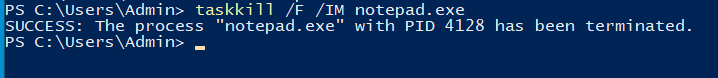 PS C:\Users\Admin> taskkill /F /IM notepad.exe
SUCCESS: The process "notepad.exe" with PID 4128 has been terminated.
PS C:\Users\Admin>